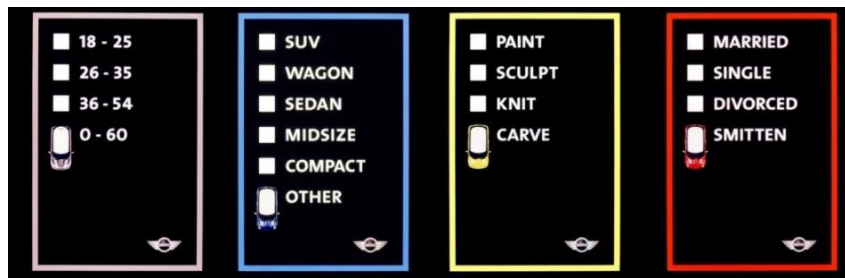 18 - 25
26 - 35
36 - 54
0 - 60
SUV
WAGON
SEDAN
MIDSIZE
COMPACT
OTHER
PAINT
SCULPT
KNIT
CARVE
MARRIED
SINGLE
DIVORCED
SMITTEN